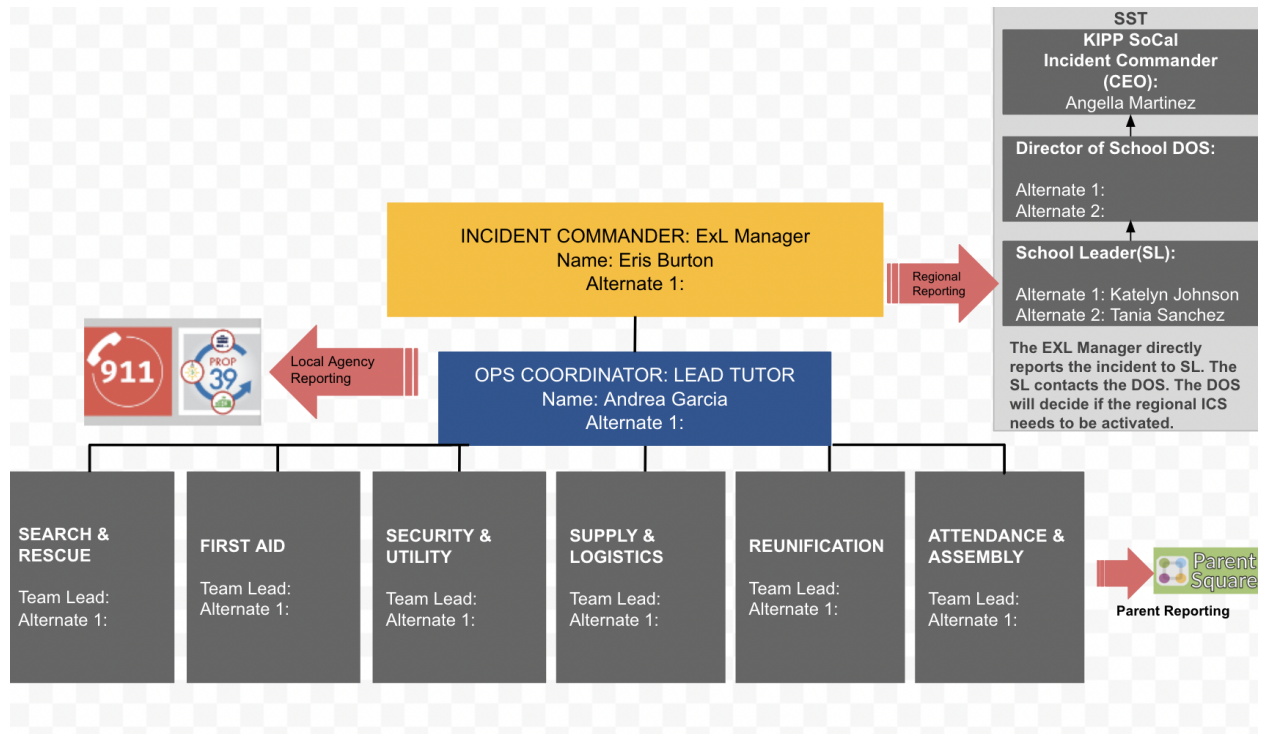 SST
KIPP SoCal
Incident Commander
(CEO):
Angella Martinez
Director of School DOS:
Alternate 1:
Alternate 2:
School Leader(SL):
Alternate 1: Katelyn Johnson
Alternate 2: Tania Sanchez
The EXL Manager directly
reports the incident to SL. The
SL contacts the DOS. The DOS
will decide if the regional ICS
needs to be activated.
INCIDENT COMMANDER: ExL Manager
Name: Eris Burton
Alternate 1:
Regional
Reporting
911
PROP
39
Local Agency
Reporting
OPS COORDINATOR: LEAD TUTOR
Name: Andrea Garcia
Alternate 1:
SEARCH &
RESCUE
Team Lead:
Alternate 1:
FIRST AID
Team Lead:
Alternate 1:
SECURITY &
UTILITY
Team Lead:
Alternate 1:
SUPPLY &
LOGISTICS
Team Lead:
Alternate 1:
REUNIFICATION
Team Lead:
Alternate 1:
ATTENDANCE &
ASSEMBLY
Team Lead:
Alternate 1:
Parent
Square
Parent Reporting